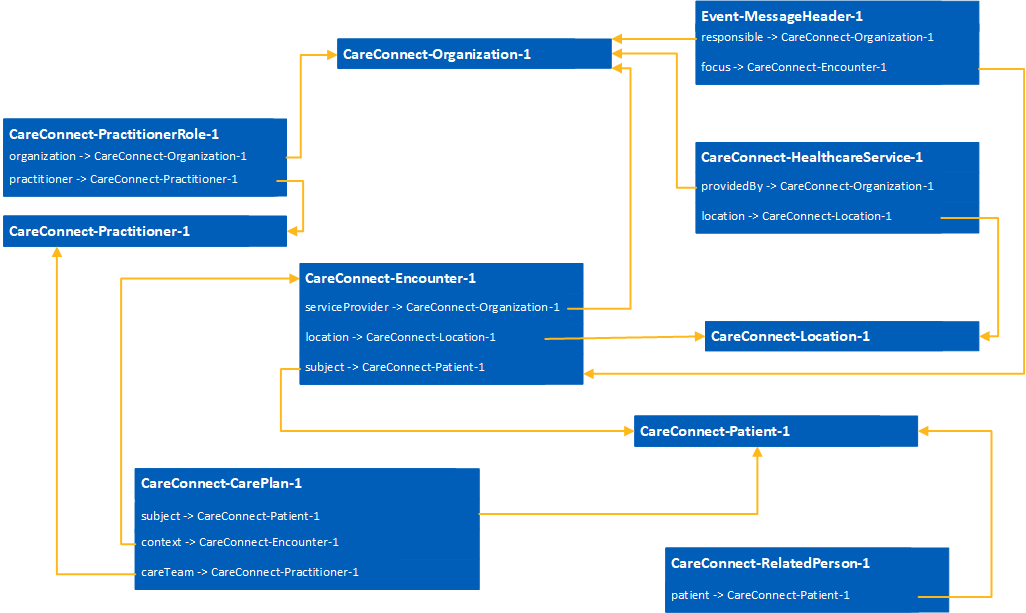 Event-MessageHeader-1
responsible -> CareConnect-Organization-1
focus -> CareConnect-Encounter-1
CareConnect-Organization-1
CareConnect-PractitionerRole-1
organization -> CareConnect-Organization-1
practitioner -> CareConnect-Practitioner-1
CareConnect-HealthcareService-1
providedBy -> CareConnect-Organization-1
location -> CareConnect-Location-1
CareConnect-Practitioner-1
CareConnect-Encounter-1
serviceProvider -> CareConnect-Organization-1
location -> CareConnect-Location-1
subject -> CareConnect-Patient-1
CareConnect-Location-1
CareConnect-Patient-1
CareConnect-CarePlan-1
subject -> CareConnect-Patient-1
context -> CareConnect-Encounter-1
careTeam -> CareConnect-Practitioner-1
CareConnect-RelatedPerson-1
patient -> CareConnect-Patient-1